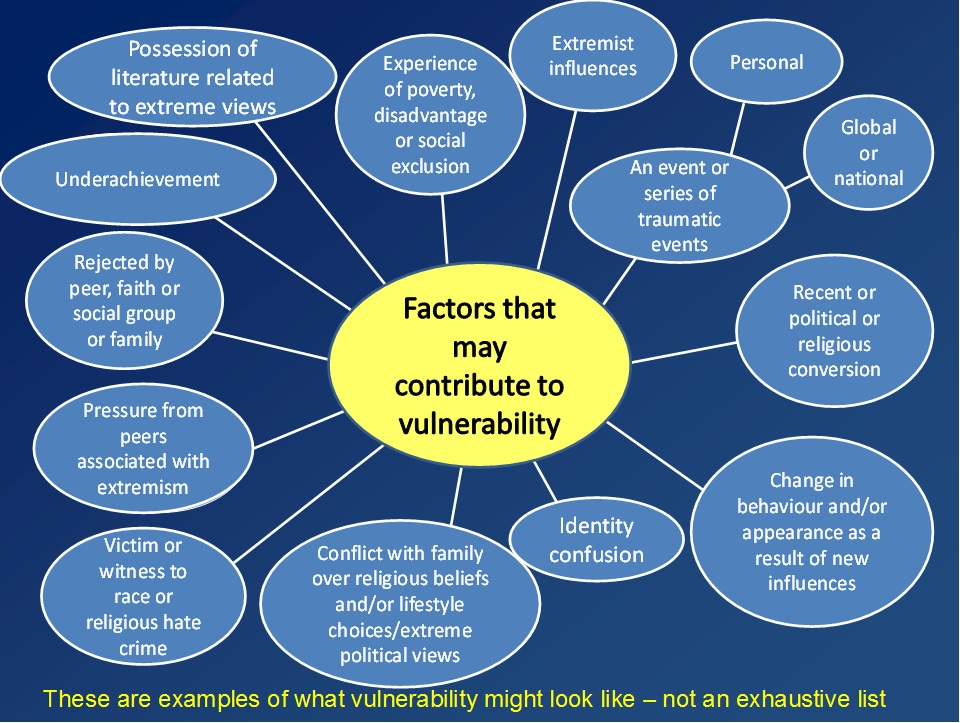 Possession of
literature related
to extreme views
Experience
of poverty,
disadvantage
or social
exclusion
Extremist
influences
Personal
Global
or
national
An event or
series of
traumatic
events
Underachievement
Rejected by
peer, faith or
social group
or family
Factors that
may
contribute to
vulnerability
Recent or
political or
religious
conversion
Pressure from
peers
associated with
extremism
Change in
behaviour and/or
appearance as a
result of new
influences
Identity
confusion
Victim or
witness to
race or
religious hate
crime
Conflict with family
over religious beliefs
and/or lifestyle
choices/extreme
political views
These are examples of what vulnerability might look like – not an exhaustive list